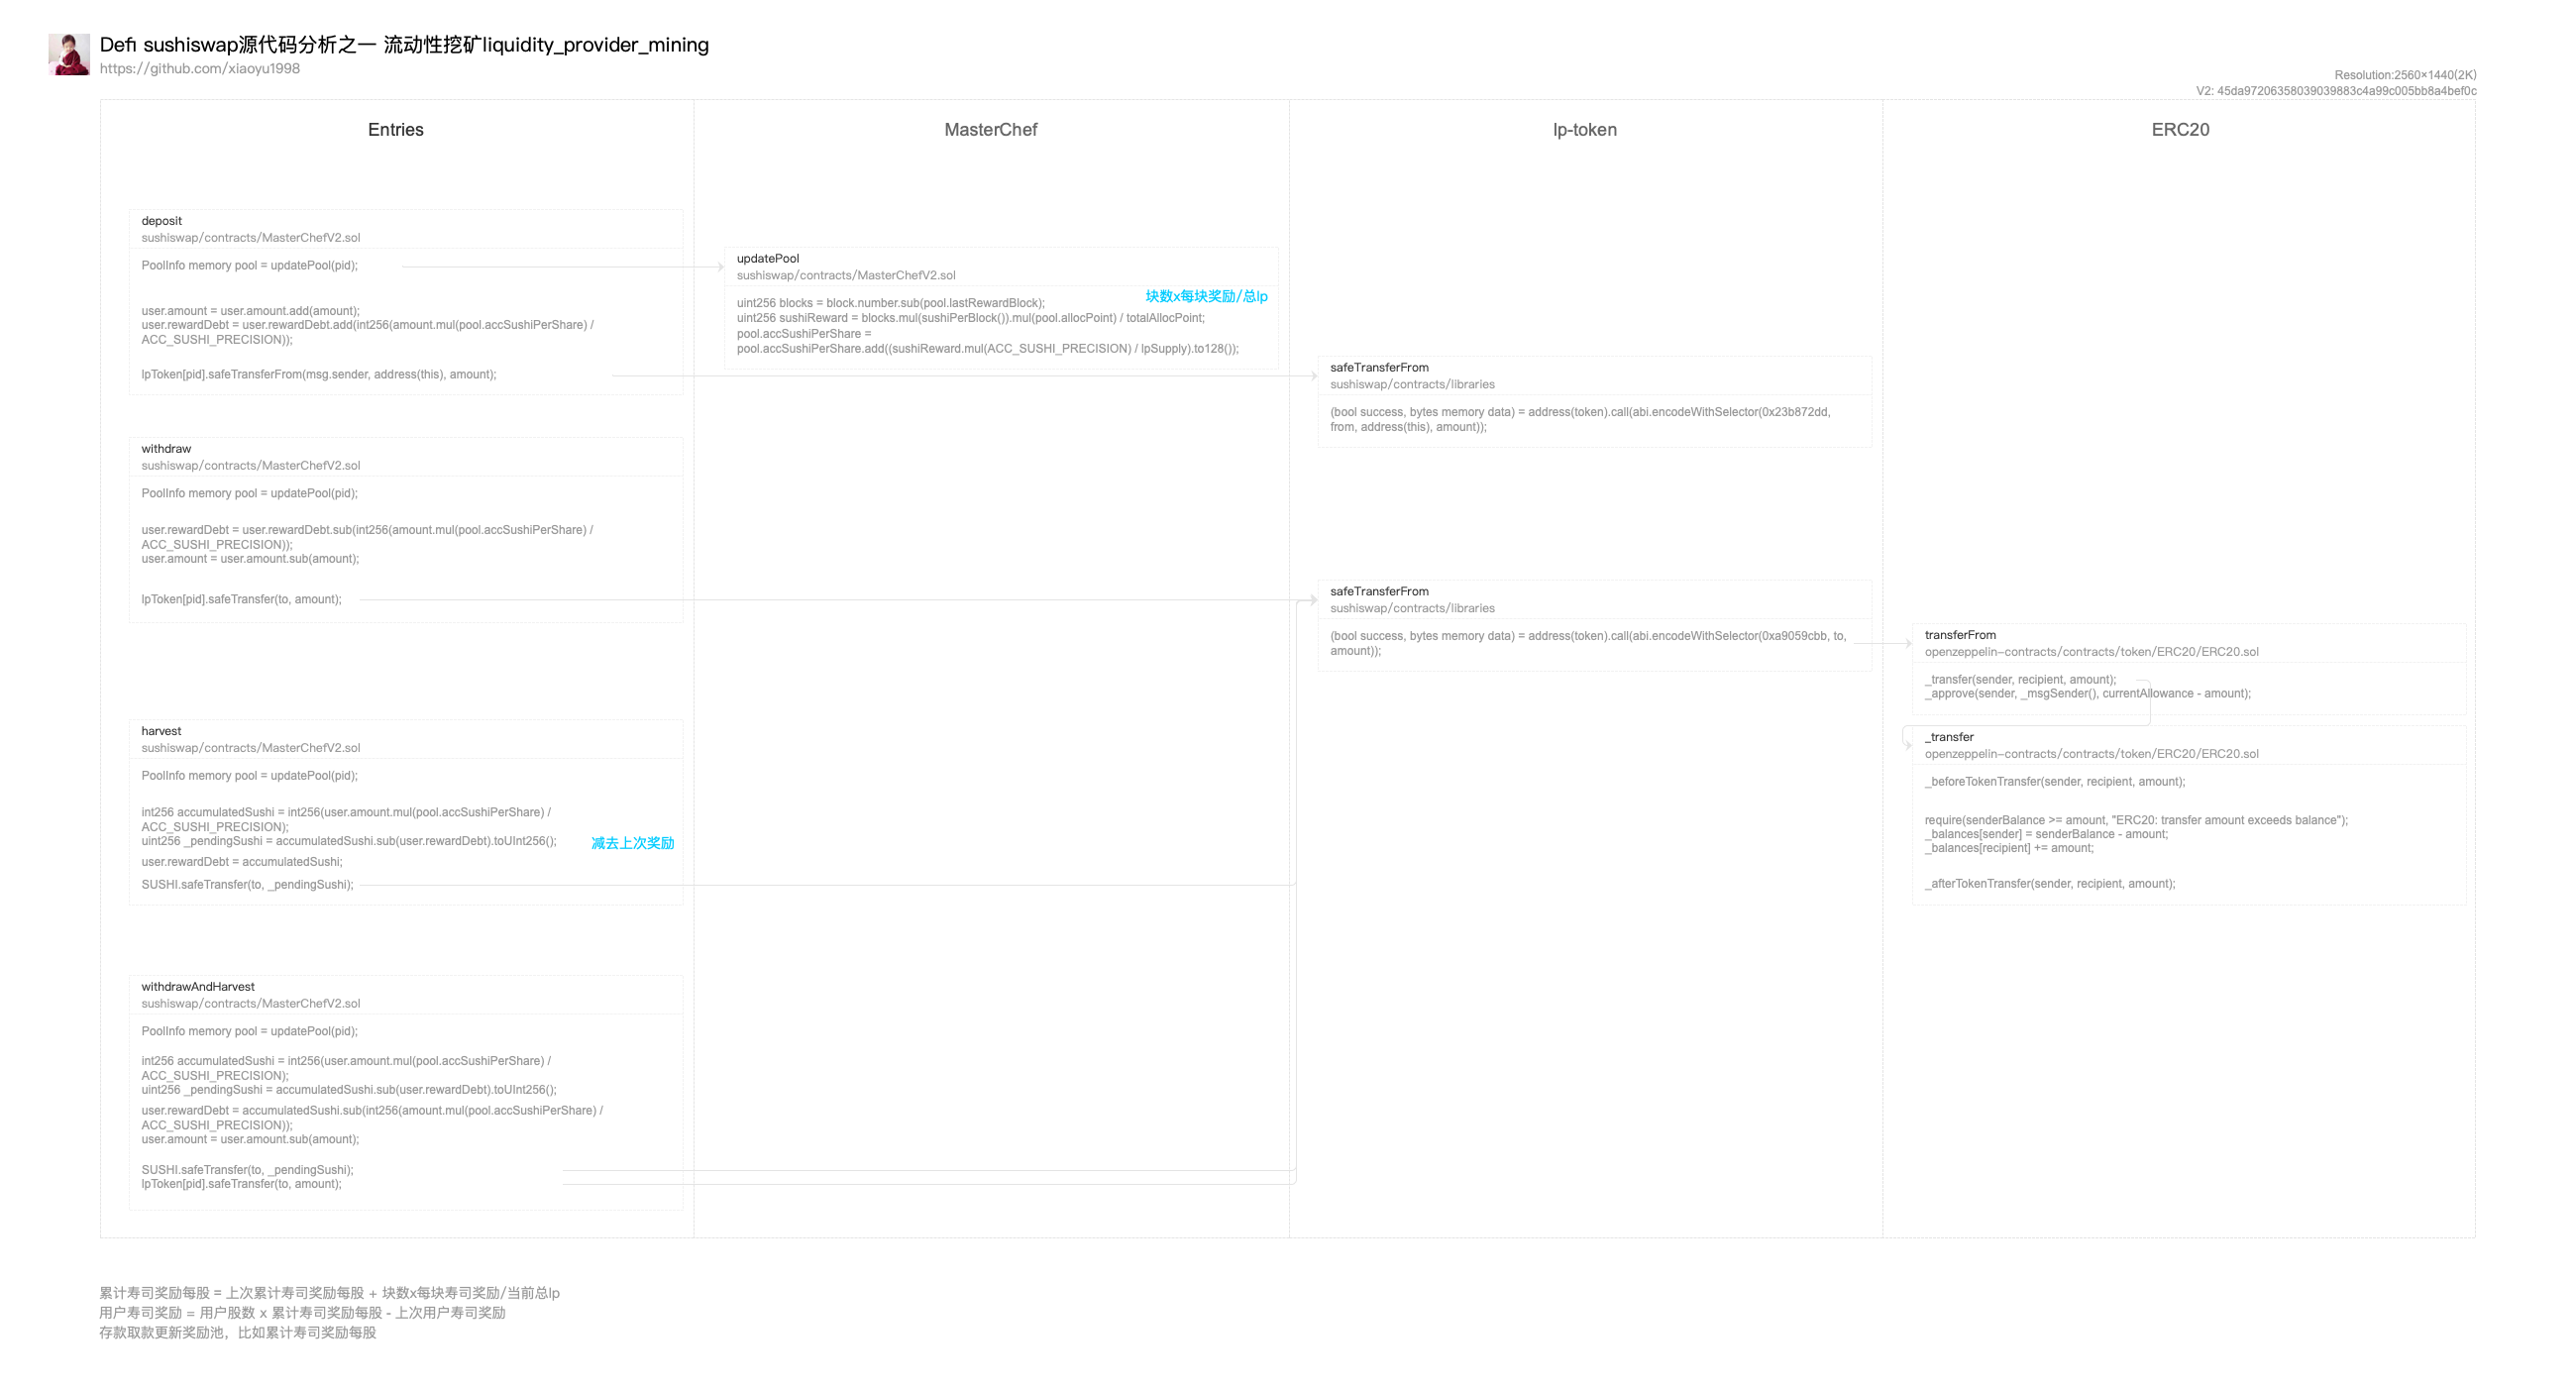 Defi sushiswap源代码分析之一 流动性挖矿liquidity_provider_mining
https://github.com/xiaoyu1998
Resolution:2560×1440(2K)
V2: 45da97206358039039883c4a99c005bb8a4bef0c
Entries
MasterChef
lp-token
ERC20
deposit
sushiswap/contracts/MasterChefV2.sol
PoolInfo memory pool = updatePool(pid);
user.amount = user.amount.add(amount);
user.rewardDebt = user.rewardDebt.add(int256(amount.mul(pool.accSushiPerShare) /
ACC_SUSHI_PRECISION));
lpToken[pid].safeTransferFrom(msg.sender, address(this), amount);
updatePool
sushiswap/contracts/MasterChefV2.sol
块数x每块奖励/总lp
uint256 blocks = block.number.sub(pool.lastRewardBlock);
uint256 sushiReward = blocks.mul(sushiPerBlock()).mul(pool.allocPoint) / totalAllocPoint;
pool.accSushiPerShare =
pool.accSushiPerShare.add((sushiReward.mul(ACC_SUSHI_PRECISION) / lpSupply).to128());
safeTransferFrom
sushiswap/contracts/libraries
(bool success, bytes memory data) = address(token).call(abi.encodeWithSelector(0x23b872dd,
from, address(this), amount));
withdraw
sushiswap/contracts/MasterChefV2.sol
PoolInfo memory pool = updatePool(pid);
user.rewardDebt = user.rewardDebt.sub(int256(amount.mul(pool.accSushiPerShare) /
ACC_SUSHI_PRECISION));
user.amount = user.amount.sub(amount);
lpToken[pid].safeTransfer(to, amount);
safeTransferFrom
sushiswap/contracts/libraries
(bool success, bytes memory data) = address(token).call(abi.encodeWithSelector(0xa9059cbb, to,
amount));
transferFrom
openzeppelin-contracts/contracts/token/ERC20/ERC20.sol
_transfer(sender, recipient, amount);
_approve(sender, _msgSender(), currentAllowance - amount);
_transfer
openzeppelin-contracts/contracts/token/ERC20/ERC20.sol
_beforeTokenTransfer(sender, recipient, amount);
require(senderBalance >= amount, "ERC20: transfer amount exceeds balance");
_balances[sender] = senderBalance - amount;
_balances[recipient] += amount;
_afterTokenTransfer(sender, recipient, amount);
harvest
sushiswap/contracts/MasterChefV2.sol
PoolInfo memory pool = updatePool(pid);
int256 accumulatedSushi = int256(user.amount.mul(pool.accSushiPerShare) /
ACC_SUSHI_PRECISION);
uint256 _pendingSushi = accumulatedSushi.sub(user.rewardDebt).toUInt256();
减去上次奖励
user.rewardDebt = accumulatedSushi;
SUSHI.safeTransfer(to, _pendingSushi);
withdrawAndHarvest
sushiswap/contracts/MasterChefV2.sol
PoolInfo memory pool = updatePool(pid);
int256 accumulatedSushi = int256(user.amount.mul(pool.accSushiPerShare) /
ACC_SUSHI_PRECISION);
uint256 _pendingSushi = accumulatedSushi.sub(user.rewardDebt).toUInt256();
user.rewardDebt = accumulatedSushi.sub(int256(amount.mul(pool.accSushiPerShare) /
ACC_SUSHI_PRECISION));
user.amount = user.amount.sub(amount);
SUSHI.safeTransfer(to, _pendingSushi);
lpToken[pid].safeTransfer(to, amount);
累计寿司奖励每股 = 上次累计寿司奖励每股 + 块数x每块寿司奖励/当前总lp
用户寿司奖励 = 用户股数 x 累计寿司奖励每股 - 上次用户寿司奖励
存款取款更新奖励池，比如累计寿司奖励每股